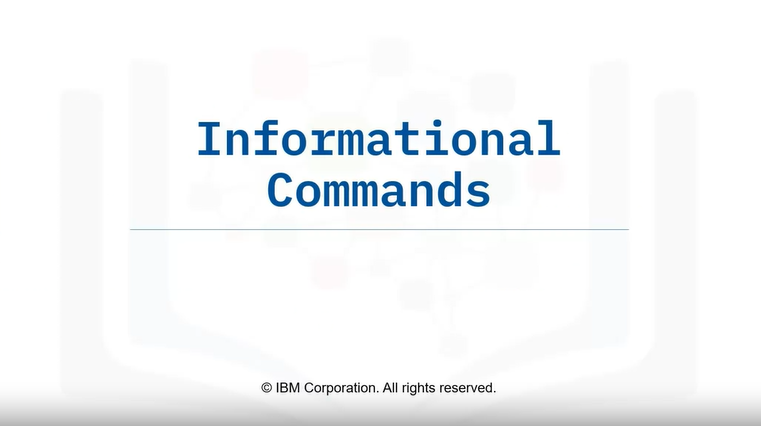 Informational
Commands
© IBM Corporation. All rights reserved.